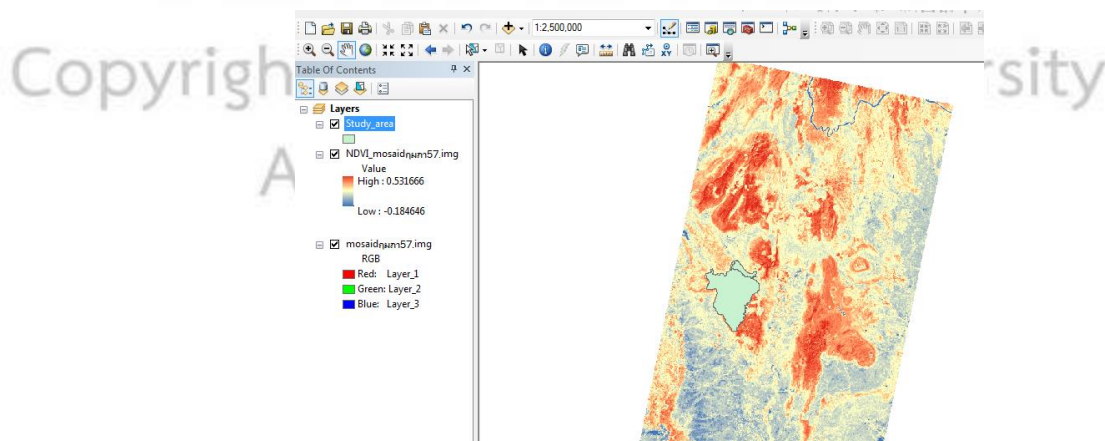 Copyrigh
sity
A
1:2,500,000
Table Of Contents
Layers
Study_area
NDVI_mosaidกุมภา57.img
Value
High : 0.531666
Low : -0.184646
mosaidกุมภา57.img
RGB
Red: Layer_1
Green: Layer_2
Blue: Layer_3